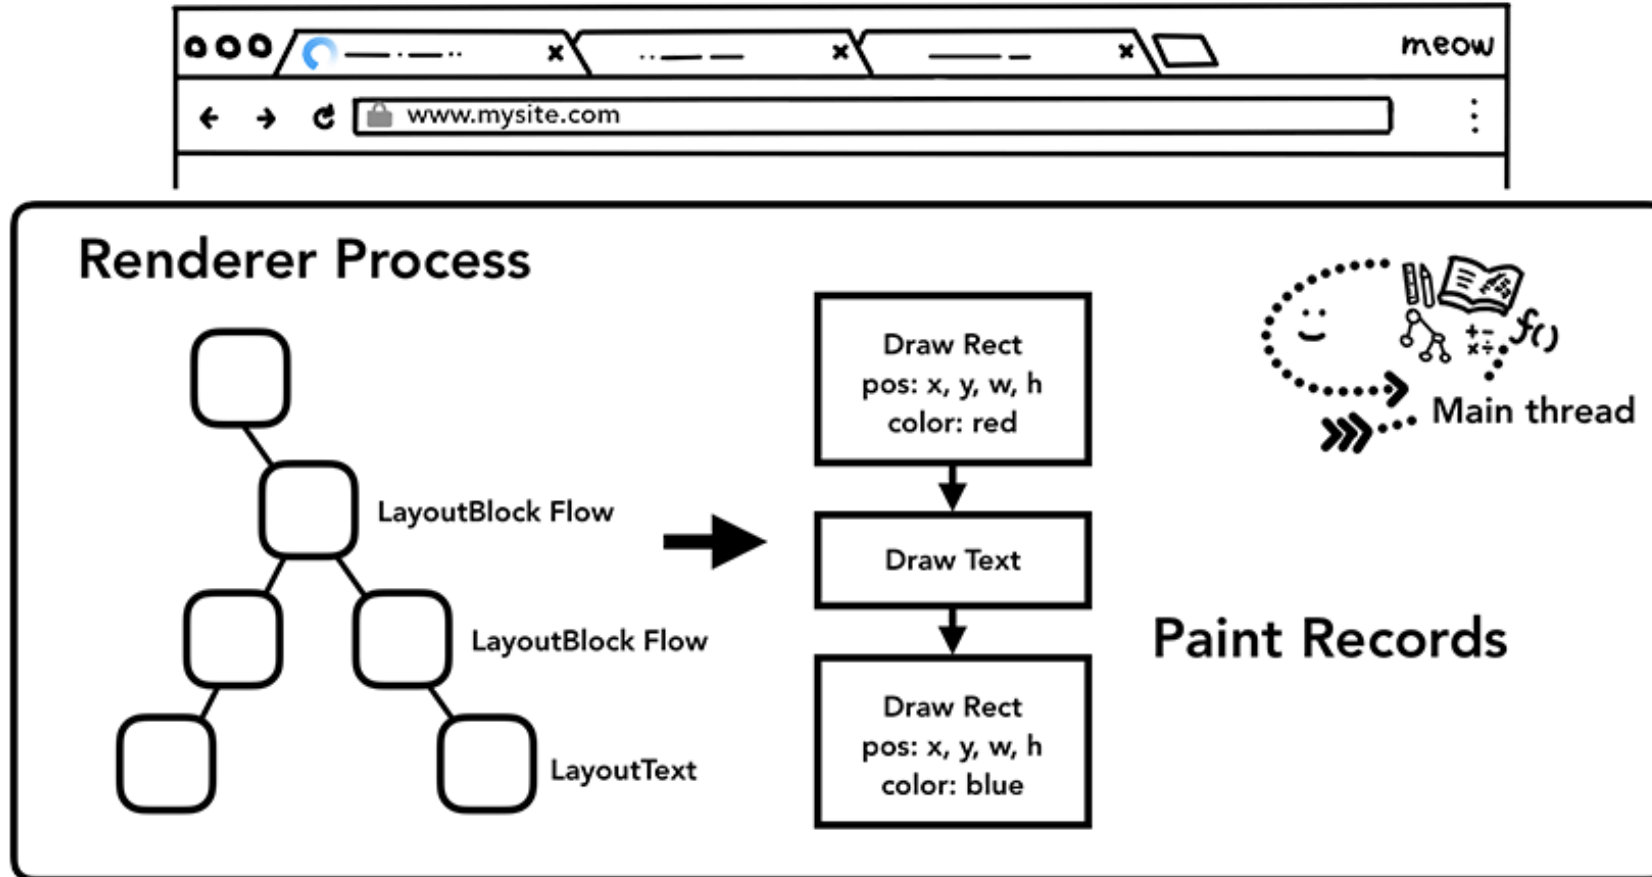 meow
www.mysite.com
Renderer Process
LayoutBlock Flow
LayoutBlock Flow
LayoutText
Draw Rect
pos: x, y, w, h
color: red
Draw Text
Draw Rect
pos: x, y, w, h
color: blue
+-
x÷
f()
Main thread
Paint Records